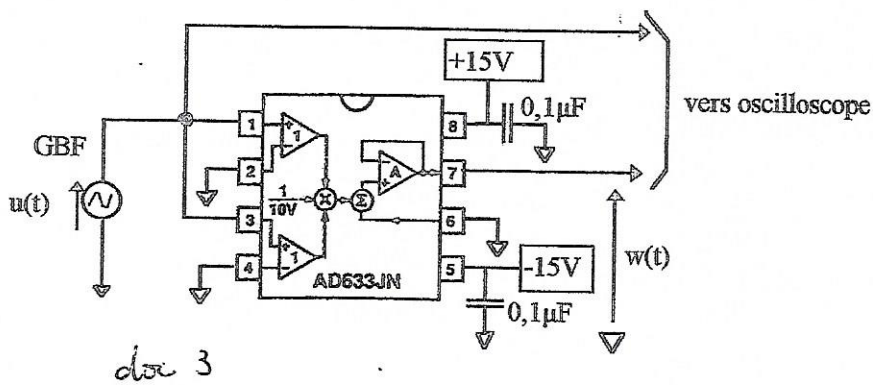 +15V
0,1µF
vers oscilloscope
GBF
u(t)
1
2
3
4
1
1
1
10V
X
Σ
A
8
7
6
5
AD633JN
-15V
0,1µF
w(t)
doc 3